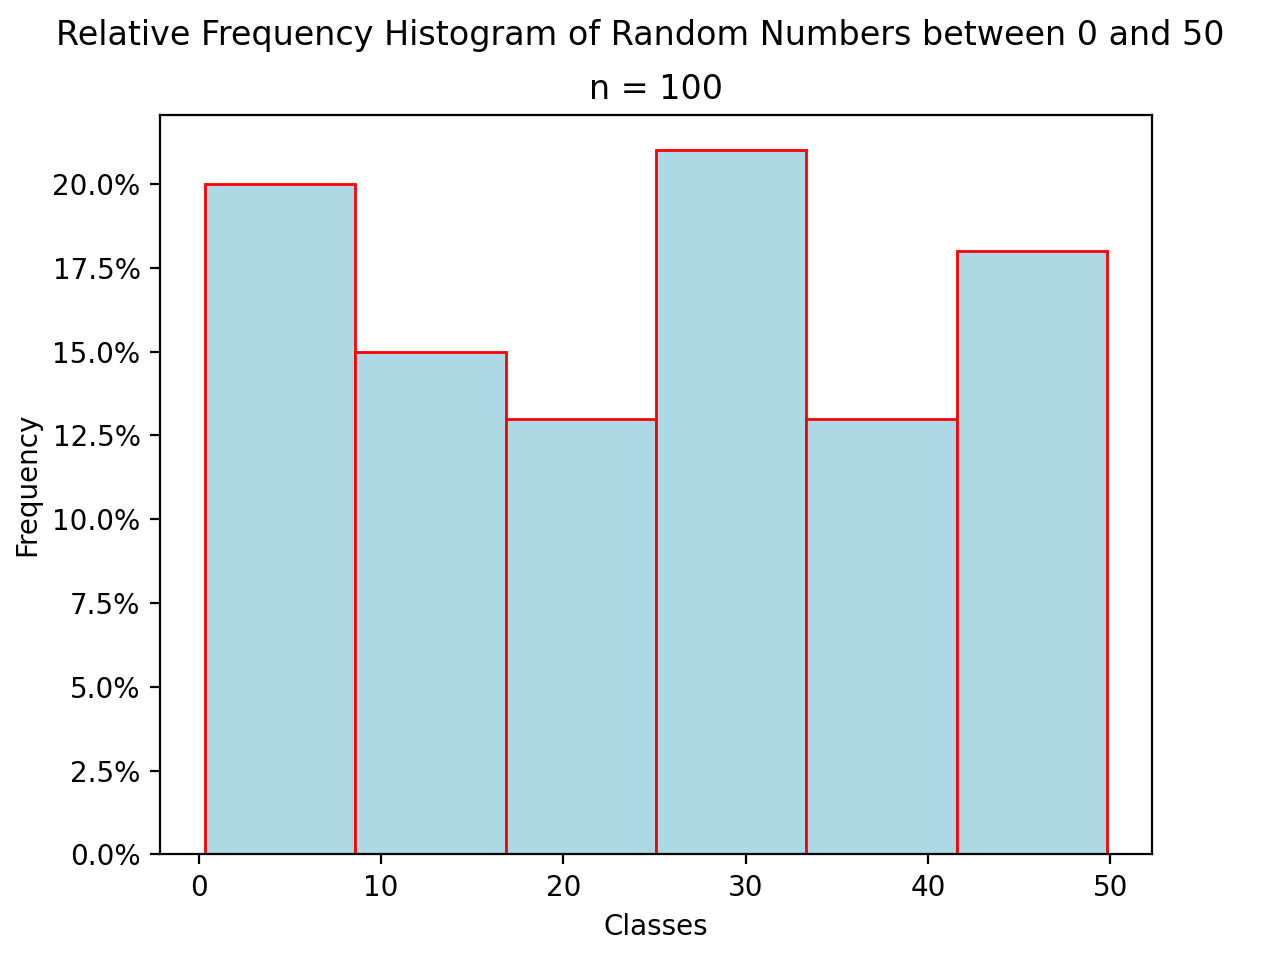 Relative Frequency Histogram of Random Numbers between 0 and 50
n = 100
20.0%
17.5%
15.0%
12.5%
10.0%
7.5%
5.0%
2.5%
0.0%
Frequency
0 10 20 30 40 50
Classes